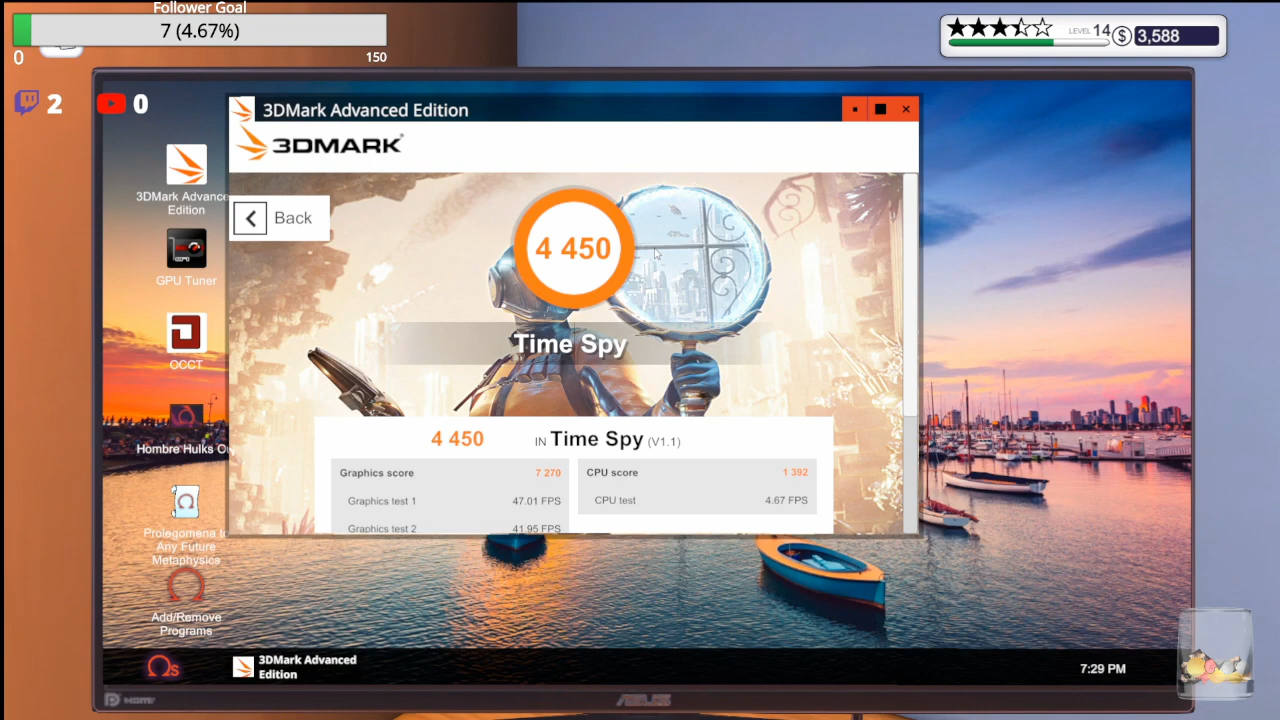 Follower Goal
7 (4.67%)
0
150
LEVEL 14
$ 3,588
2
0
3DMark Advanced Edition
3DMARK
Back
4 450
Time Spy
4 450 IN Time Spy (V1.1)
Graphics score 7 270
Graphics test 1 47.01 FPS
Graphics test 2 41.95 FPS
CPU score 1 392
CPU test 4.67 FPS
3DMark Advance
Edition
GPU Tuner
OCCT
Hombre Hulks O
Prolegomena to
Any Future
Metaphysics
Add/Remove
Programs
Ωs
3DMark Advanced
Edition
7:29 PM
HDMI
ASUS